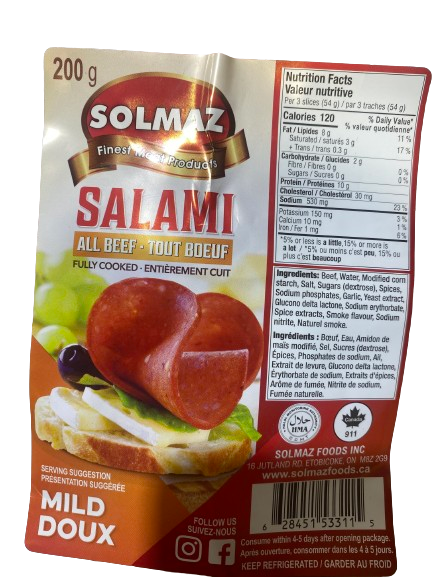 200 g
SOLMAZ
Finest Meat Products
SALAMI
ALL BEEF · TOUT BOEUF
FULLY COOKED · ENTIÈREMENT CUIT
SERVING SUGGESTION
PRÉSENTATION SUGGÉRÉE
MILD
DOUX
FOLLOW US
SUIVEZ-NOUS
Nutrition Facts
Valeur nutritive
Per 3 slices (54 g) / par 3 traches (54 g)
Calories 120
% Daily Value*
% valeur quotidienne*
Fat / Lipides 8 g 11 %
Saturated / saturés 3 g
+ Trans / trans 0.3 g 17 %
Carbohydrate / Glucides 2 g
Fibre / Fibres 0 g 0 %
Sugars / Sucres 0 g 0 %
Protein / Protéines 10 g
Cholesterol / Cholestérol 30 mg
Sodium 530 mg 23 %
Potassium 150 mg 3 %
Calcium 10 mg 1 %
Iron / Fer 1 mg 6 %
*5% or less is a little, 15% or more is
a lot / *5% ou moins c'est peu, 15% ou
plus c'est beaucoup
Ingredients: Beef, Water, Modified corn
starch, Salt, Sugars (dextrose), Spices,
Sodium phosphates, Garlic, Yeast extract,
Glucono delta lactone, Sodium erythorbate,
Spice extracts, Smoke flavour, Sodium
nitrite, Naturel smoke.
Ingrédients : Bœuf, Eau, Amidon de
maïs modifié, Sel, Sucres (dextrose),
Épices, Phosphates de sodium, Ail,
Extrait de levure, Glucono delta lactone,
Érythorbate de sodium, Extraits d'épices,
Arôme de fumée, Nitrite de sodium,
Fumée naturelle.
حلال
HMA
Canada
911
SOLMAZ FOODS INC
16 JUTLAND RD, ETOBICOKE, ON M8Z 2G9
www.solmazfoods.ca
6 28451 53311 5
Consume within 4-5 days after opening package.
Après ouverture, consommer dans les 4 à 5 jours.
KEEP REFRIGERATED / GARDER AU FROID